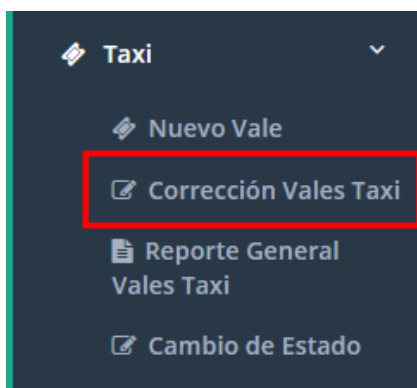 Taxi
Nuevo Vale
Corrección Vales Taxi
Reporte General
Vales Taxi
Cambio de Estado